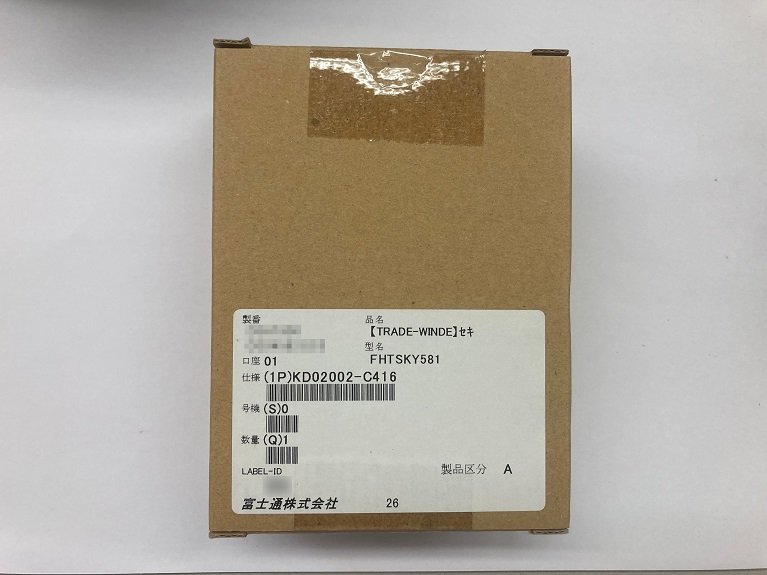 製番
品名
【TRADE-WINDE】ｾｷ
型名
FHTSKY581
口座 01
仕様 (1P)KD02002-C416
号機 (S)0
数量 (Q)1
LABEL-ID
製品区分 A
富士通株式会社 26